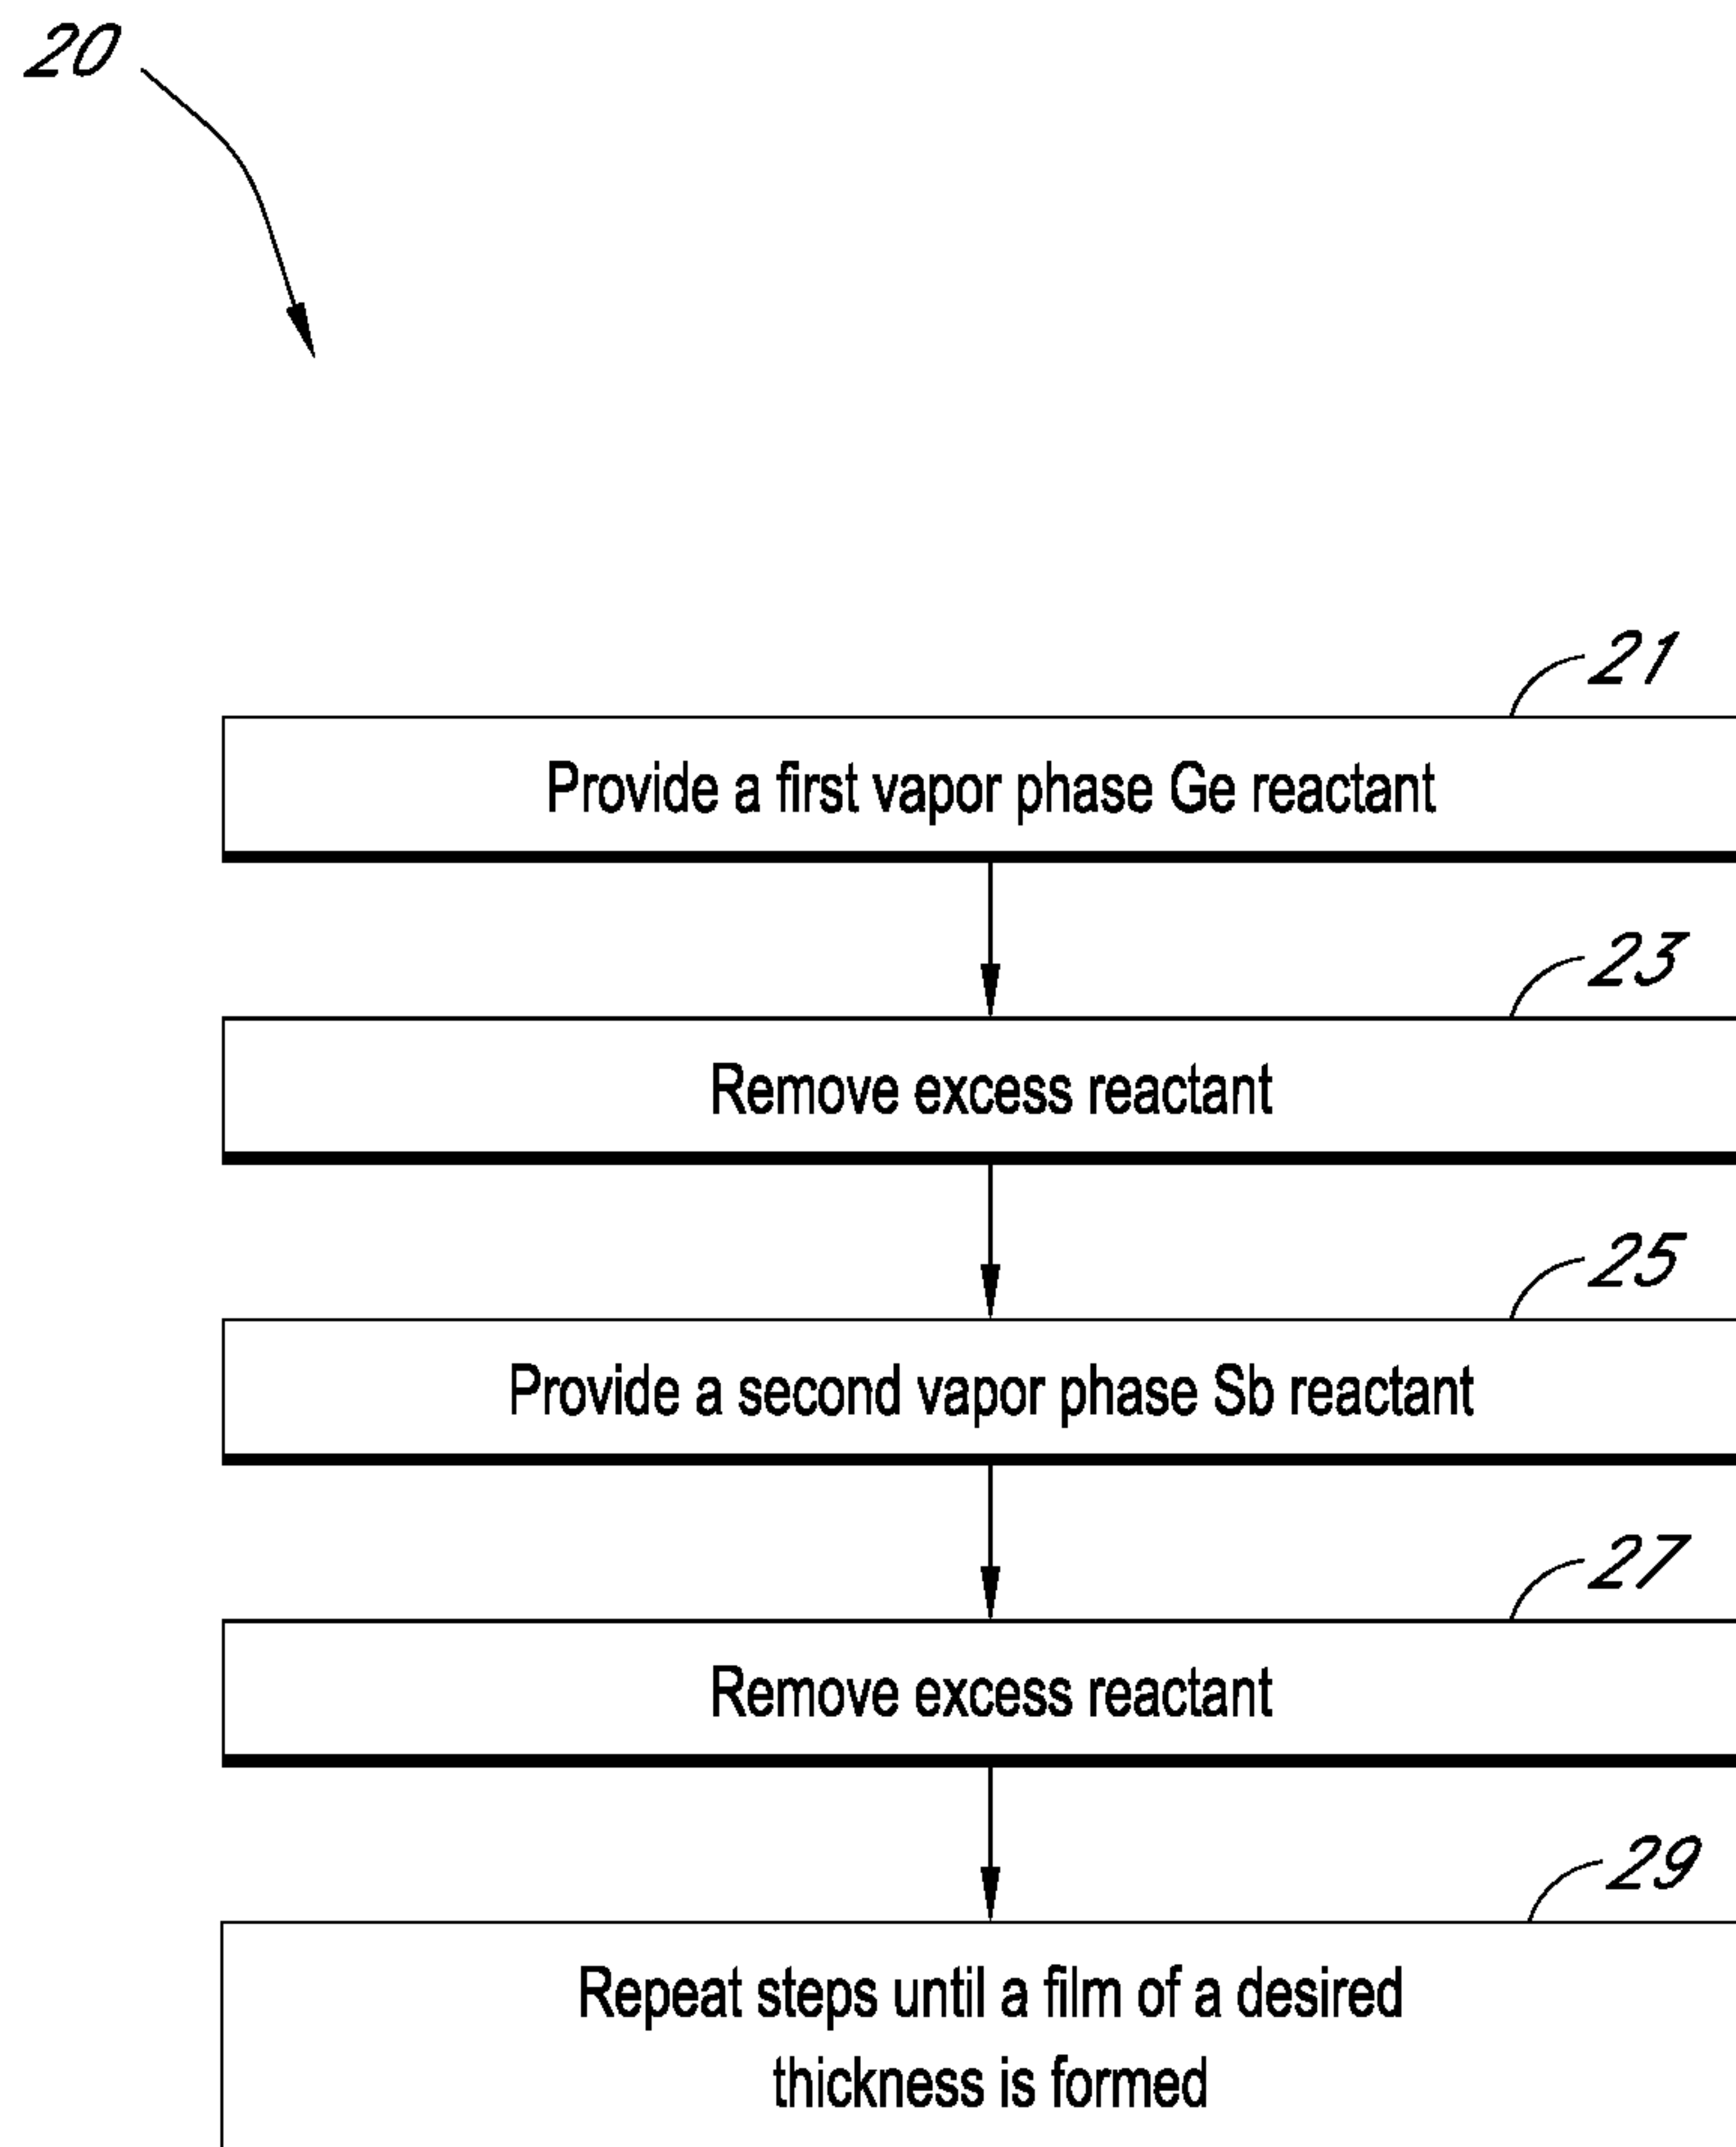 20
21
Provide a first vapor phase Ge reactant
23
Remove excess reactant
25
Provide a second vapor phase Sb reactant
27
Remove excess reactant
29
Repeat steps until a film of a desired
thickness is formed